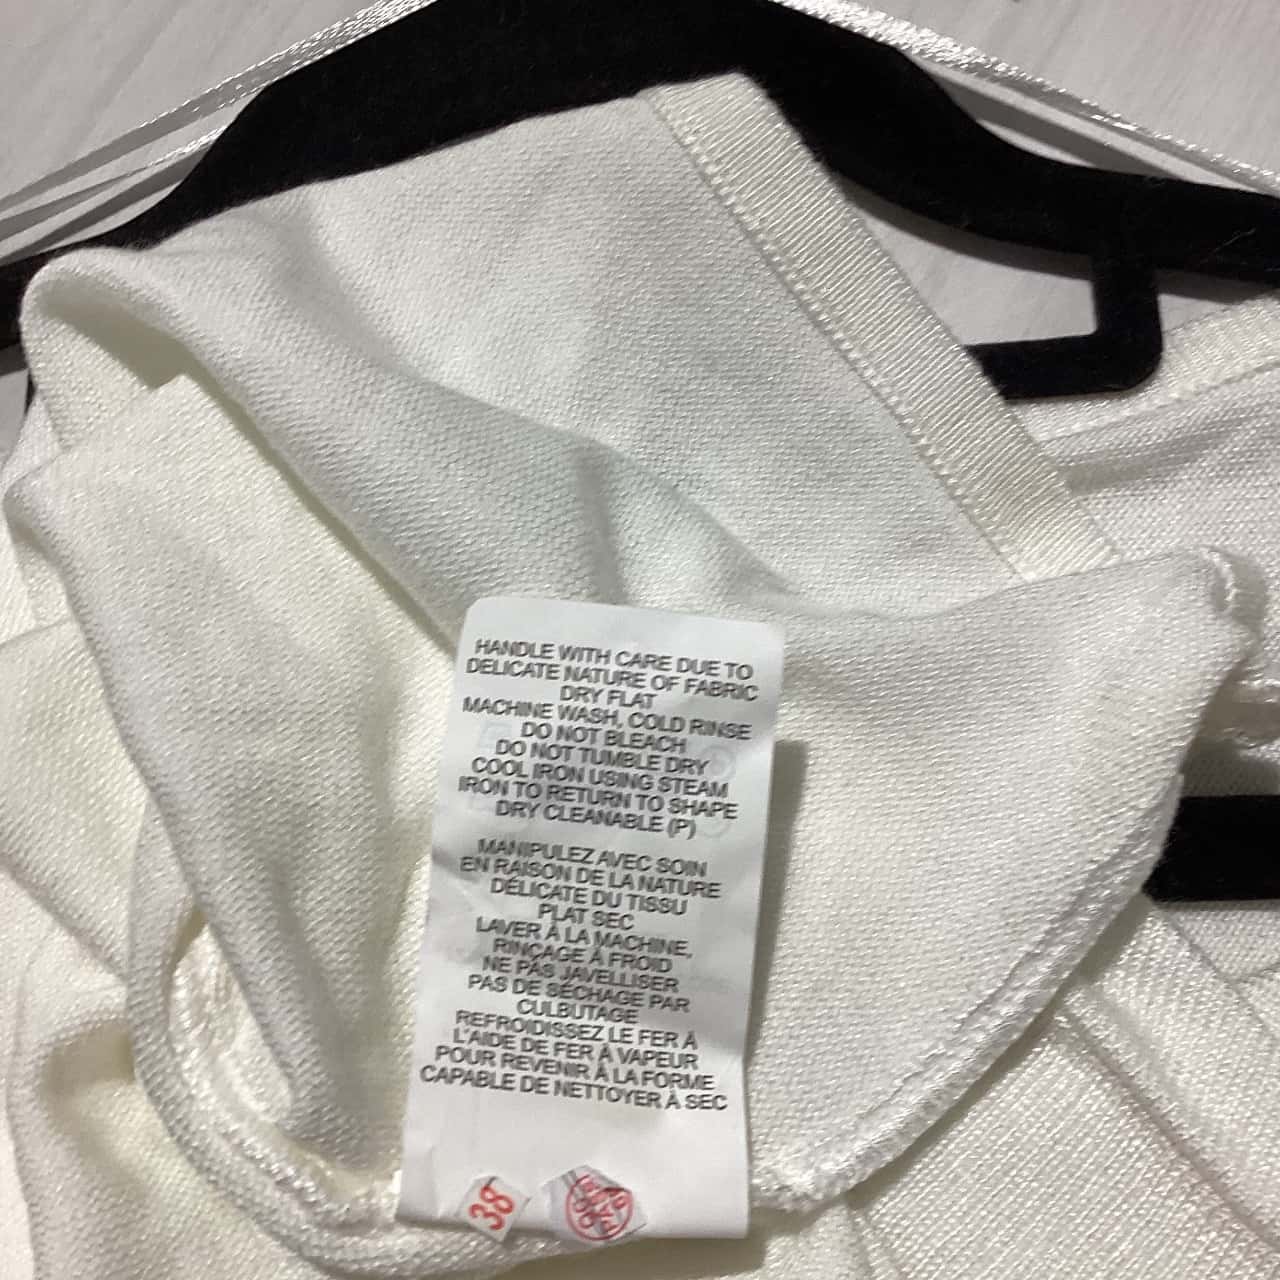 HANDLE WITH CARE DUE TO
DELICATE NATURE OF FABRIC
DRY FLAT
MACHINE WASH, COLD RINSE
DO NOT BLEACH
DO NOT TUMBLE DRY
COOL IRON USING STEAM
IRON TO RETURN TO SHAPE
DRY CLEANABLE (P)
MANIPULEZ AVEC SOIN
EN RAISON DE LA NATURE
DÉLICATE DU TISSU
PLAT SEC
LAVER À LA MACHINE,
RINÇAGE À FROID
NE PAS JAVELLISER
PAS DE SÉCHAGE PAR
CULBUTAGE
REFROIDISSEZ LE FER À
L'AIDE DE FER À VAPEUR
POUR REVENIR À LA FORME
CAPABLE DE NETTOYER À SEC
38